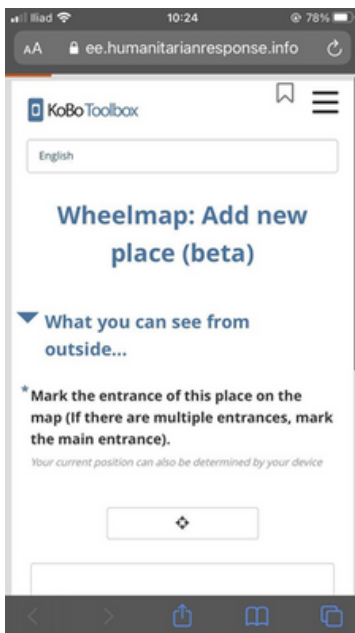 Iliad 10:24 78%
AA ee.humanitarianresponse.info
KoBoToolbox
English
Wheelmap: Add new
place (beta)
What you can see from
outside...
* Mark the entrance of this place on the
map (If there are multiple entrances, mark
the main entrance).
Your current position can also be determined by your device